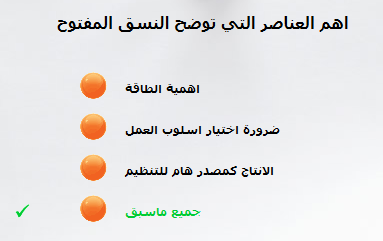 اهم العناصر التي توضح النسق المفتوح
اهمية الطاقة
ضرورة اختيار اسلوب العمل
الانتاج كمصدر هام للتنظيم
جميع ماسبق